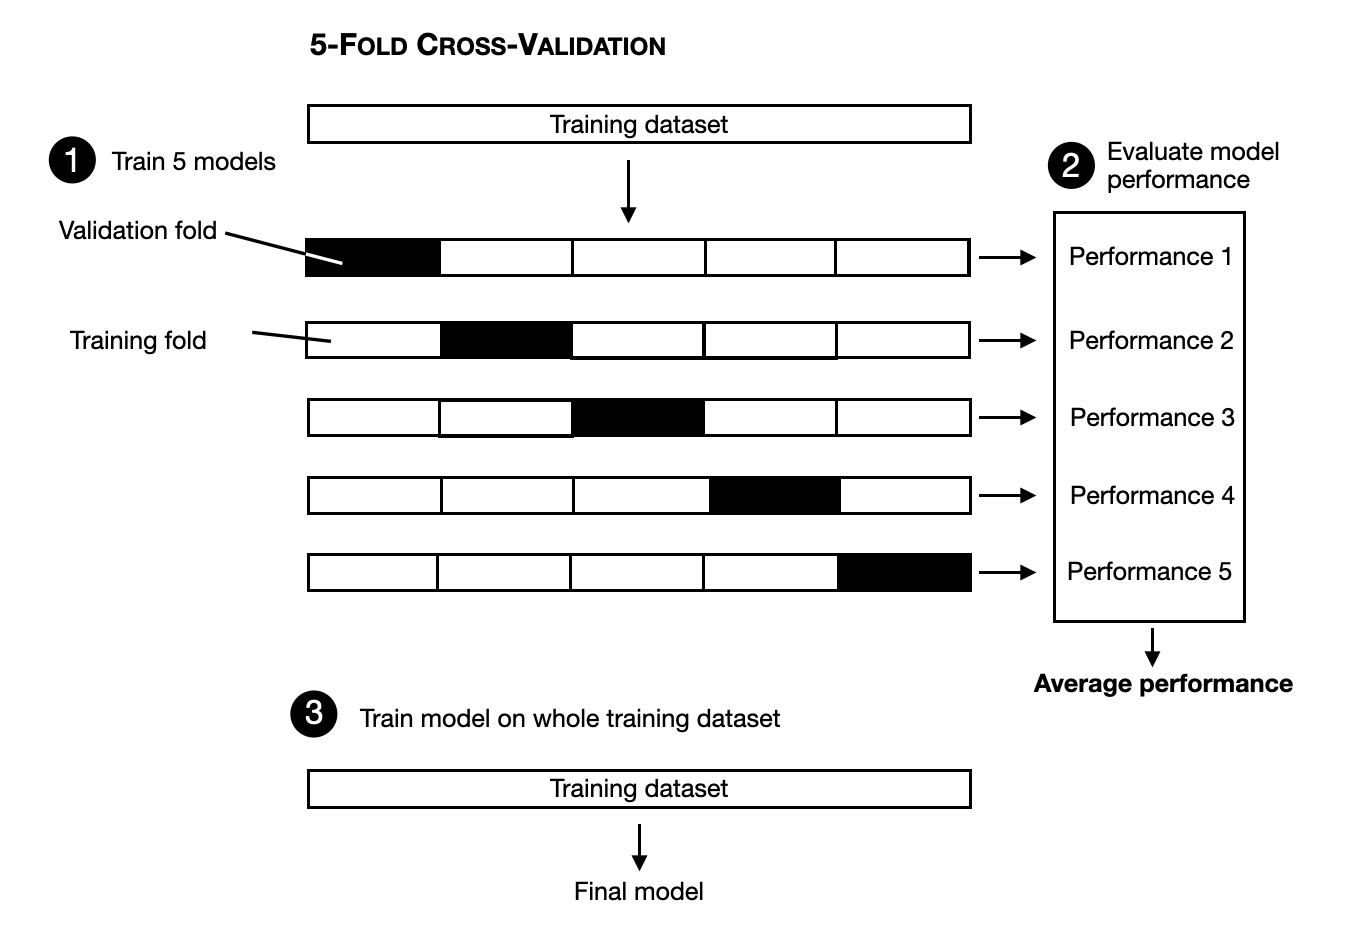 5-FOLD CROSS-VALIDATION
Training dataset
1 Train 5 models
2 Evaluate model
performance
Validation fold
Performance 1
Training fold
Performance 2
Performance 3
Performance 4
Performance 5
Average performance
3 Train model on whole training dataset
Training dataset
Final model